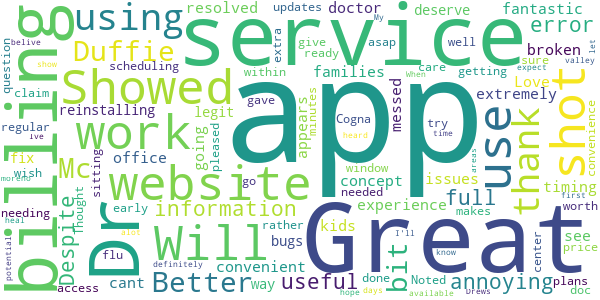 resolved
updates
doctor
deserve
fantastic
belive
using
service
error
question
extra
give
ready
asap
My
well
let
show
Duffie
broken
valley
scheduling
within
families
care
getting
sure
Love
expect
claim
Showed
app
extremely
When
billing
ive
reinstalling
gave
messed
shot
regular
legit
appears
minutes
Cogna
try
time
fix
Mc
work
going
pleased
heard
use
thank
convenience
wish
sitting
office
website
go
window
needed
concept
issues
timing
needing
Despite
thought
early
information
rather
kids
experience
full
makes
worth
first
areas
moreno
heal
Dr
Will
bugs
Great
bit
see
price
flu
convenient
center
know
I'll
potential
access
cant
Better
way
useful
done
Noted
annoying
plans
definitely
alot
hope
days
available
Drews
doc